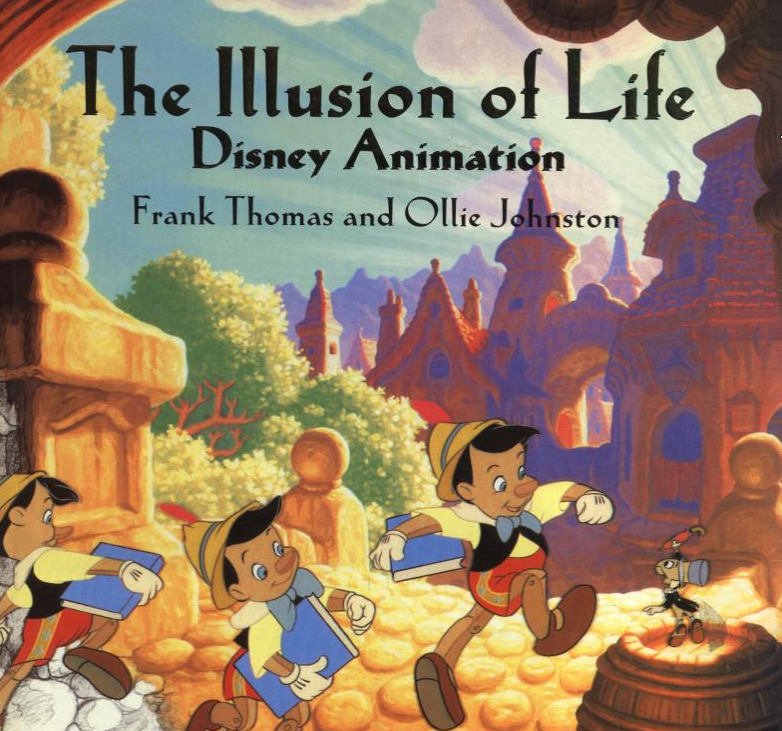 The Illusion of Life
Disney Animation
Frank Thomas and Ollie Johnston